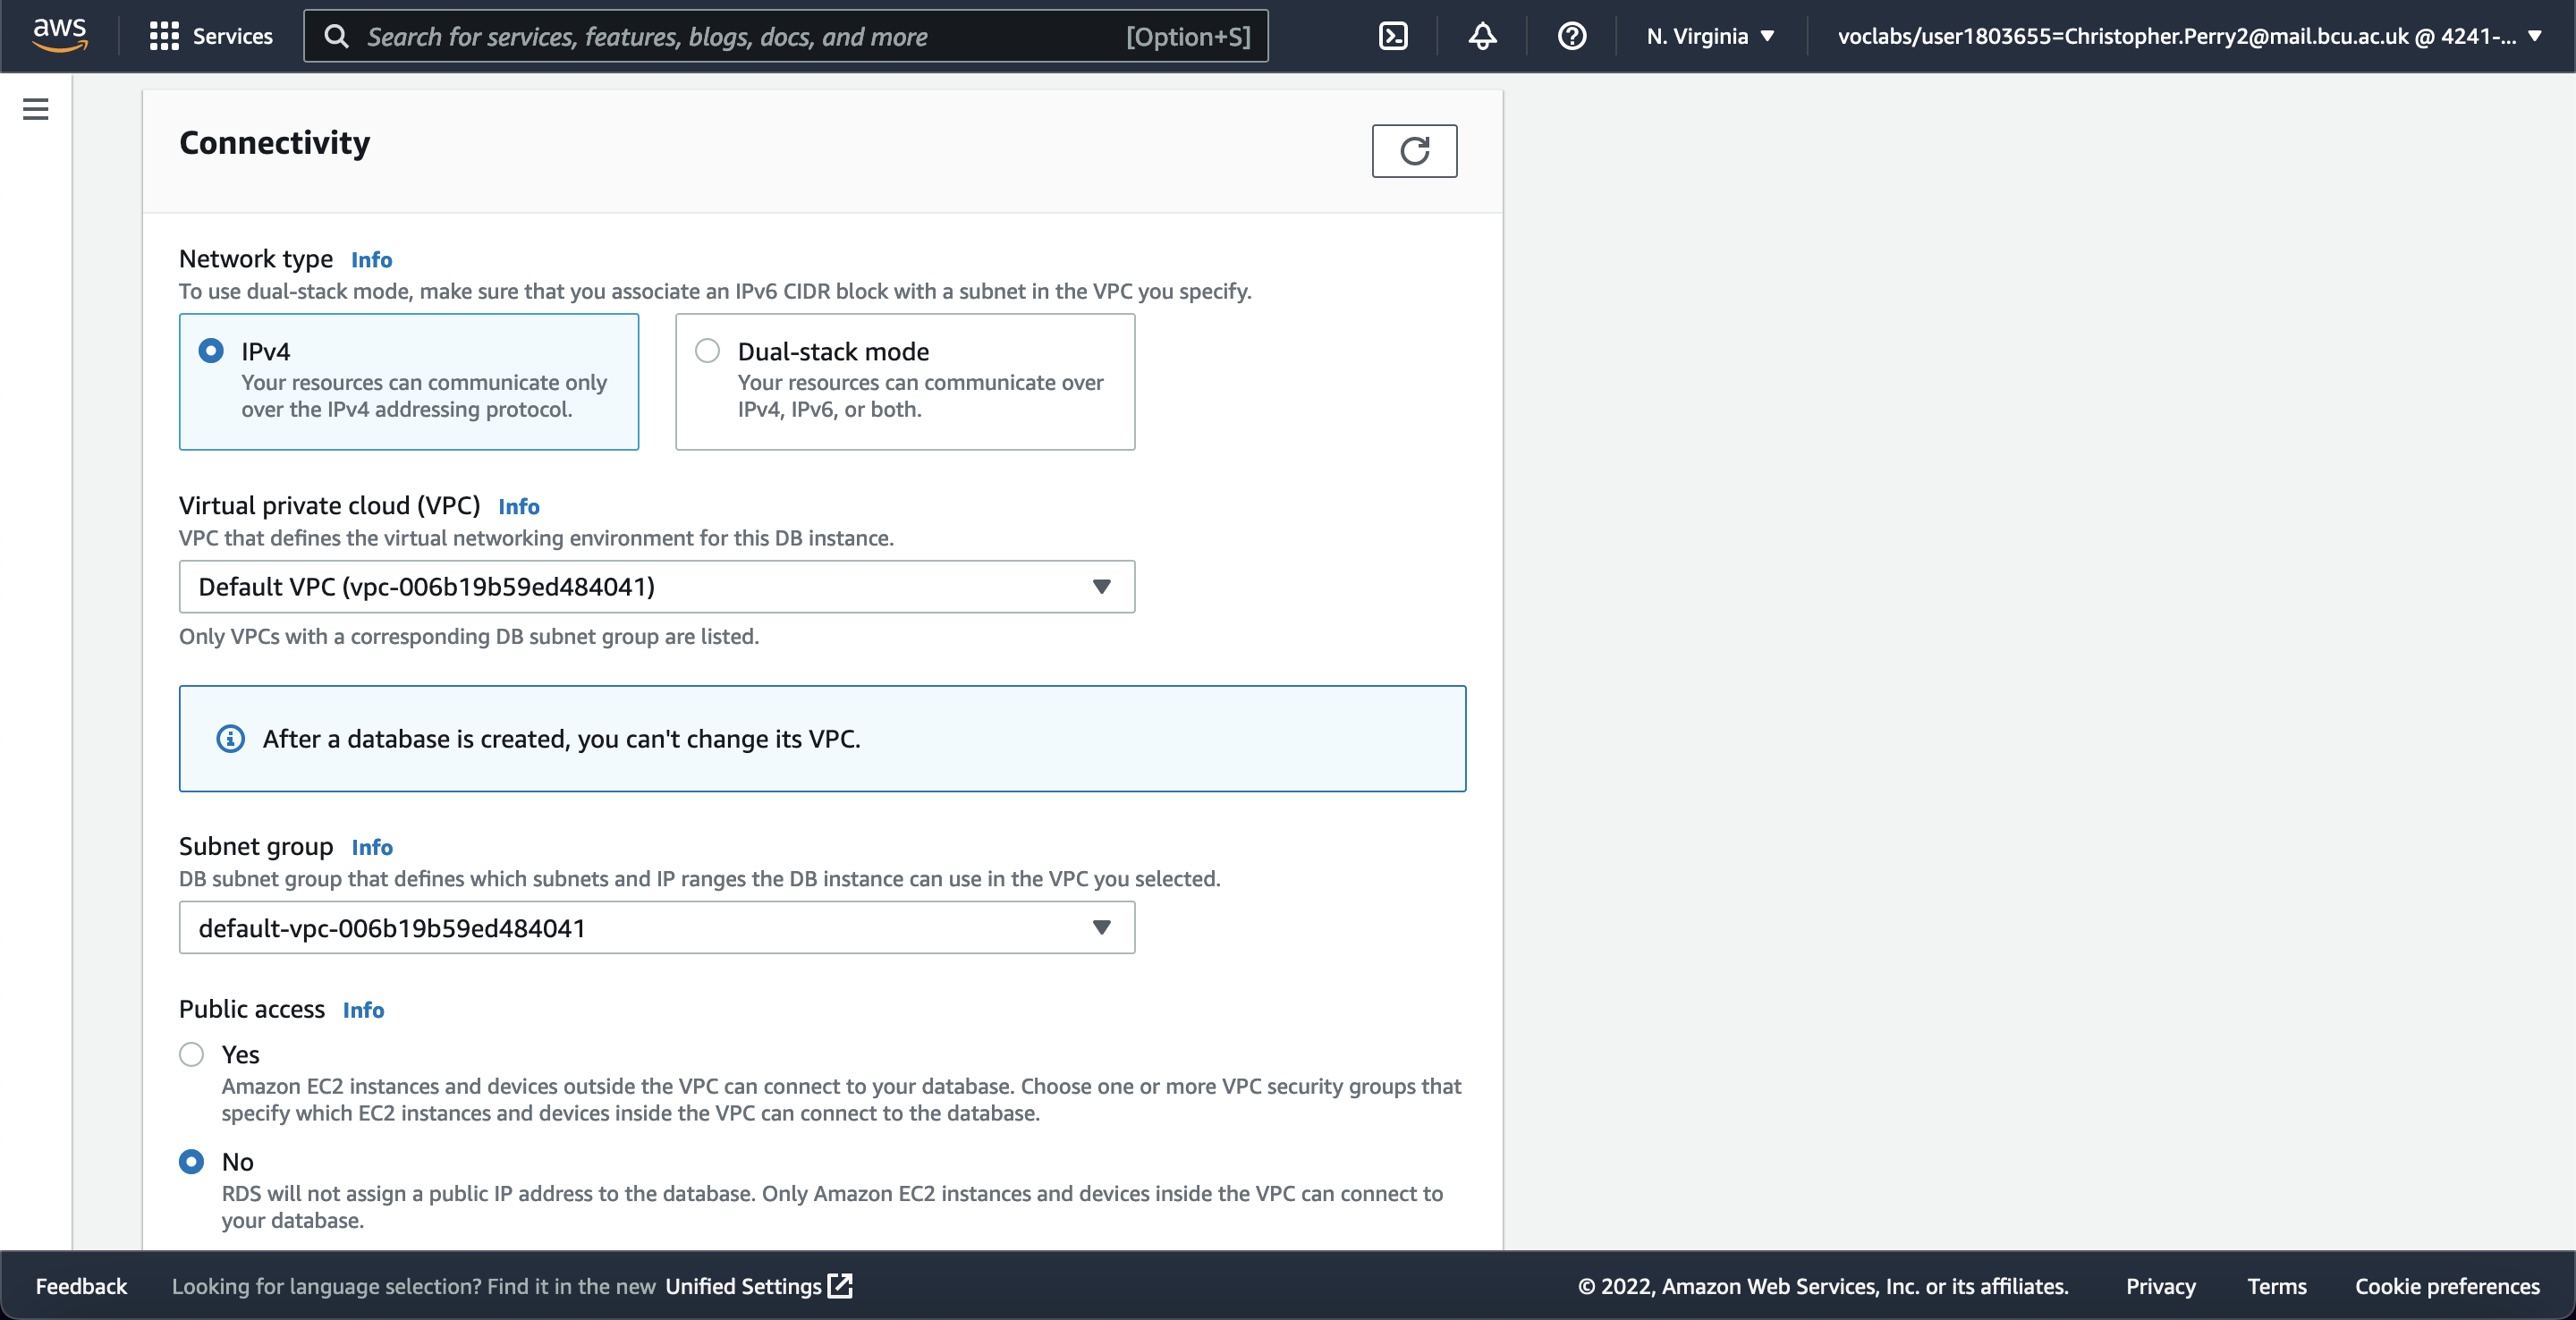 aws
Services
Search for services, features, blogs, docs, and more
[Option+S]
N. Virginia
voclabs/user1803655=Christopher.Perry2@mail.bcu.ac.uk @ 4241-...
Connectivity
Network type Info
To use dual-stack mode, make sure that you associate an IPv6 CIDR block with a subnet in the VPC you specify.
IPv4
Your resources can communicate only
over the IPv4 addressing protocol.
Dual-stack mode
Your resources can communicate over
IPv4, IPv6, or both.
Virtual private cloud (VPC) Info
VPC that defines the virtual networking environment for this DB instance.
Default VPC (vpc-006b19b59ed484041)
Only VPCs with a corresponding DB subnet group are listed.
After a database is created, you can't change its VPC.
Subnet group Info
DB subnet group that defines which subnets and IP ranges the DB instance can use in the VPC you selected.
default-vpc-006b19b59ed484041
Public access Info
Yes
Amazon EC2 instances and devices outside the VPC can connect to your database. Choose one or more VPC security groups that
specify which EC2 instances and devices inside the VPC can connect to the database.
No
RDS will not assign a public IP address to the database. Only Amazon EC2 instances and devices inside the VPC can connect to
your database.
Feedback
Looking for language selection? Find it in the new Unified Settings
© 2022, Amazon Web Services, Inc. or its affiliates.
Privacy
Terms
Cookie preferences